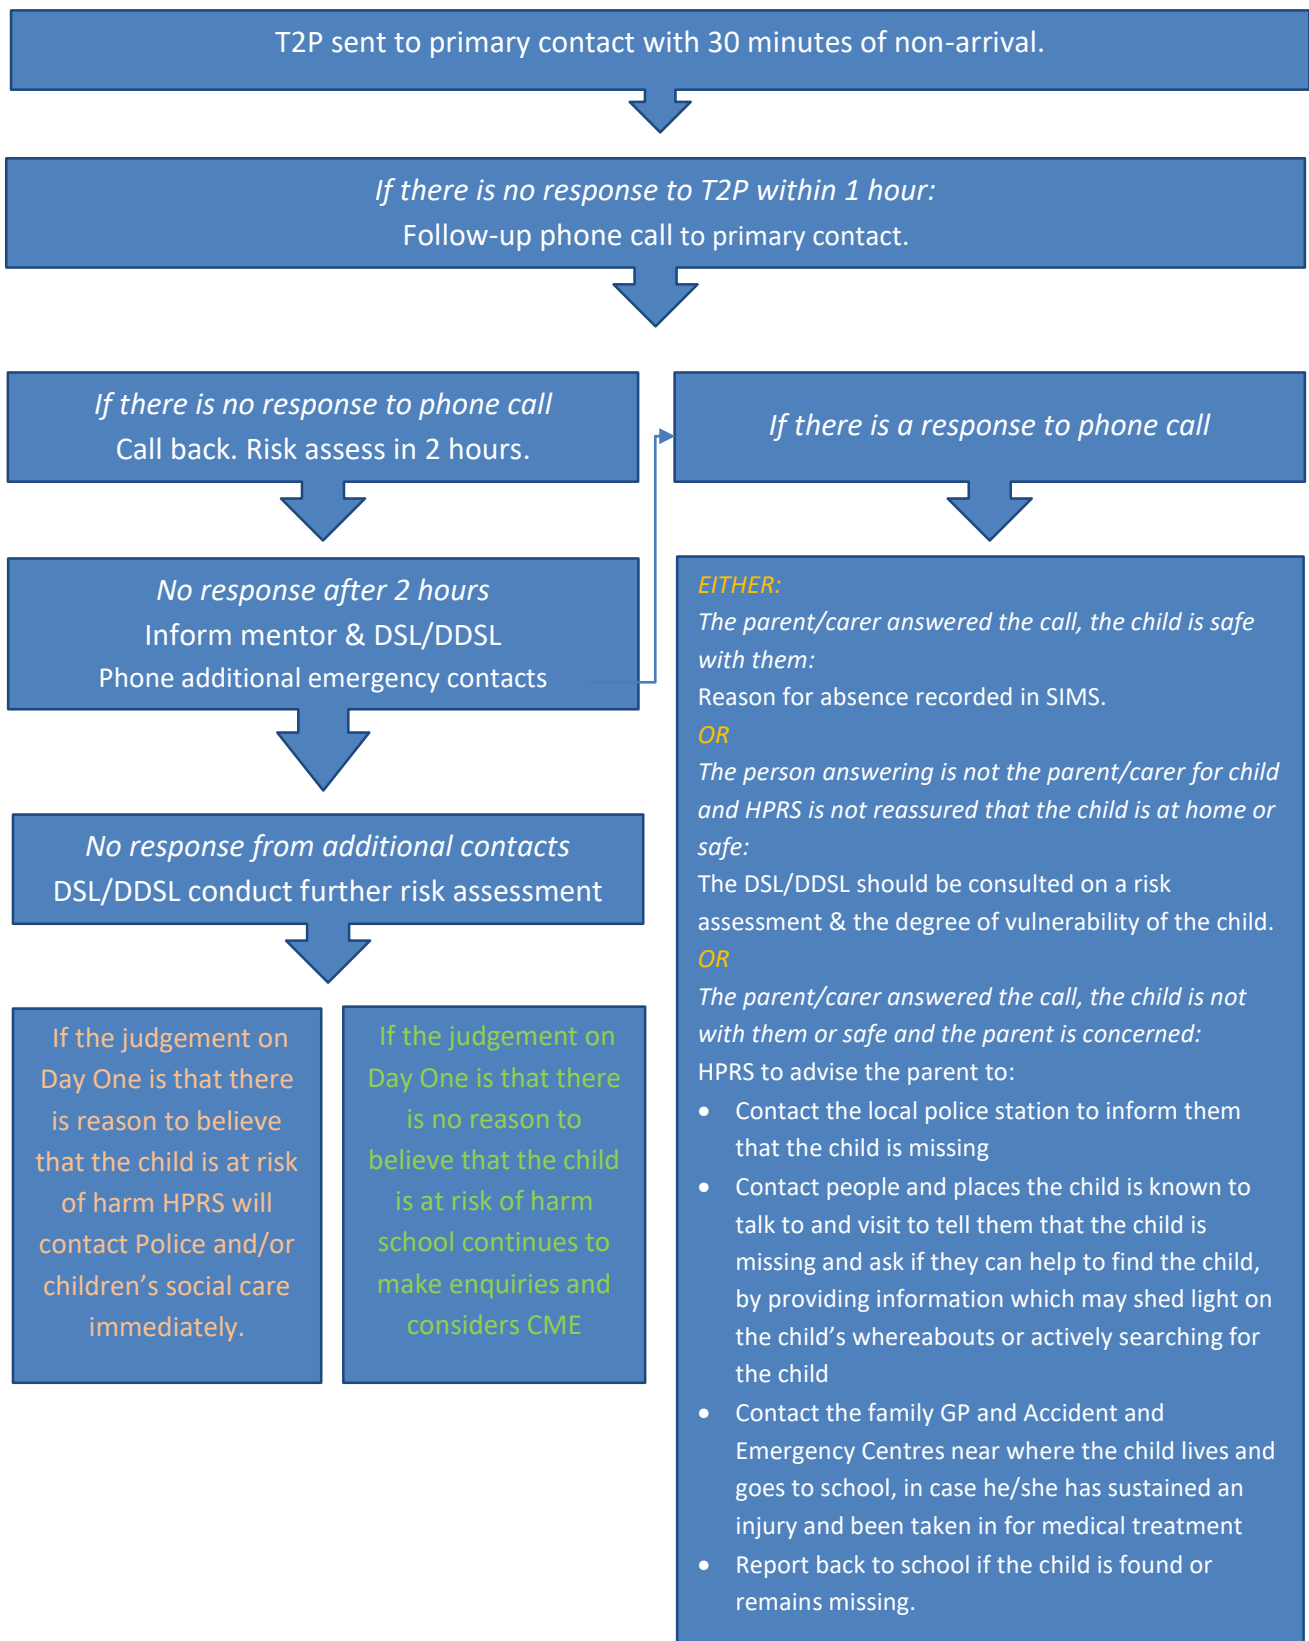 T2P sent to primary contact with 30 minutes of non-arrival.
If there is no response to T2P within 1 hour:
Follow-up phone call to primary contact.
If there is no response to phone call
Call back. Risk assess in 2 hours.
If there is a response to phone call
No response after 2 hours
Inform mentor & DSL/DDSL
Phone additional emergency contacts
No response from additional contacts
DSL/DDSL conduct further risk assessment
If the judgement on
Day One is that there
is reason to believe
that the child is at risk
of harm HPRS will
contact Police and/or
children’s social care
immediately.
If the judgement on
Day One is that there
is no reason to
believe that the child
is at risk of harm
school continues to
make enquiries and
considers CME
EITHER:
The parent/carer answered the call, the child is safe
with them:
Reason for absence recorded in SIMS.
OR
The person answering is not the parent/carer for child
and HPRS is not reassured that the child is at home or
safe:
The DSL/DDSL should be consulted on a risk
assessment & the degree of vulnerability of the child.
OR
The parent/carer answered the call, the child is not
with them or safe and the parent is concerned:
HPRS to advise the parent to:
• Contact the local police station to inform them
that the child is missing
• Contact people and places the child is known to
talk to and visit to tell them that the child is
missing and ask if they can help to find the child,
by providing information which may shed light on
the child’s whereabouts or actively searching for
the child
• Contact the family GP and Accident and
Emergency Centres near where the child lives and
goes to school, in case he/she has sustained an
injury and been taken in for medical treatment
• Report back to school if the child is found or
remains missing.